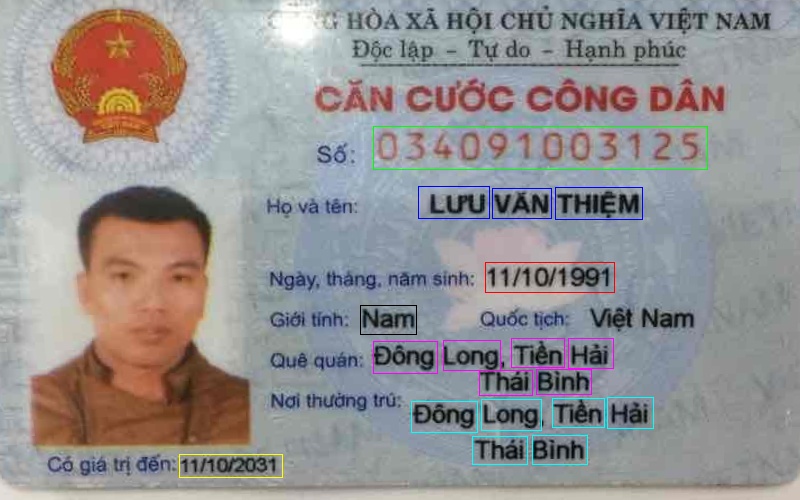 HÒA XÃ HỘI CHỦ NGHĨA VIỆT NAM
Độc lập - Tự do - Hạnh phúc
CĂN CƯỚC CÔNG DÂN
Số: 034091003125
Họ và tên: LƯU VĂN THIỆM
Ngày, tháng, năm sinh: 11/10/1991
Giới tính: Nam Quốc tịch: Việt Nam
Quê quán: Đông Long, Tiền Hải
Thái Bình
Nơi thường trú: Đông Long, Tiền Hải
Thái Bình
Có giá trị đến: 11/10/2031